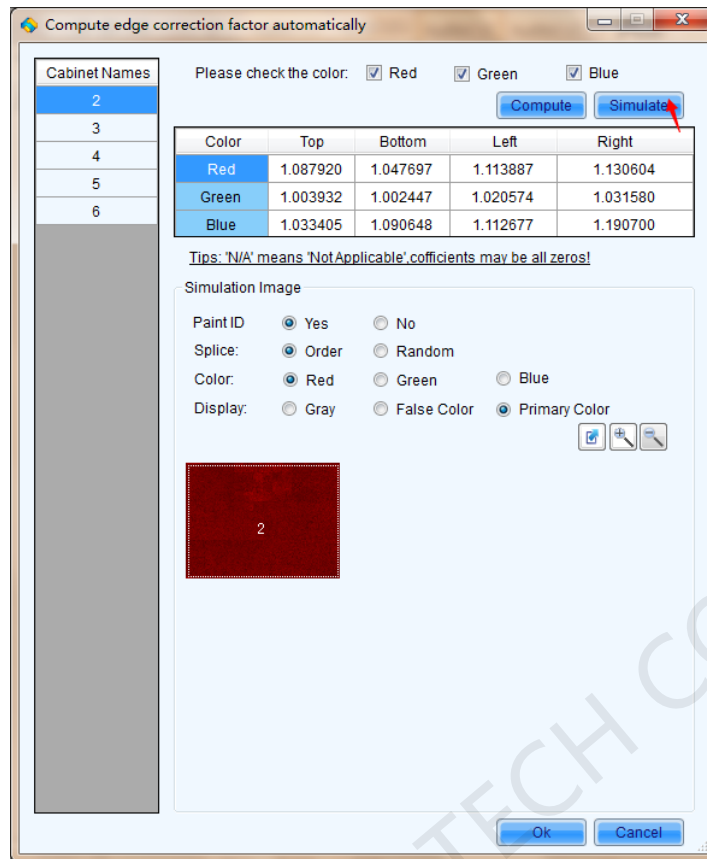 Compute edge correction factor automatically
Cabinet Names
2
3
4
5
6
Please check the color: Red Green Blue
Compute Simulate
Color Top Bottom Left Right
Red 1.087920 1.047697 1.113887 1.130604
Green 1.003932 1.002447 1.020574 1.031580
Blue 1.033405 1.090648 1.112677 1.190700
Tips: 'N/A' means 'Not Applicable',cofficients may be all zeros!
Simulation Image
Paint ID Yes No
Splice: Order Random
Color: Red Green Blue
Display: Gray False Color Primary Color
2
Ok Cancel
TECH CO